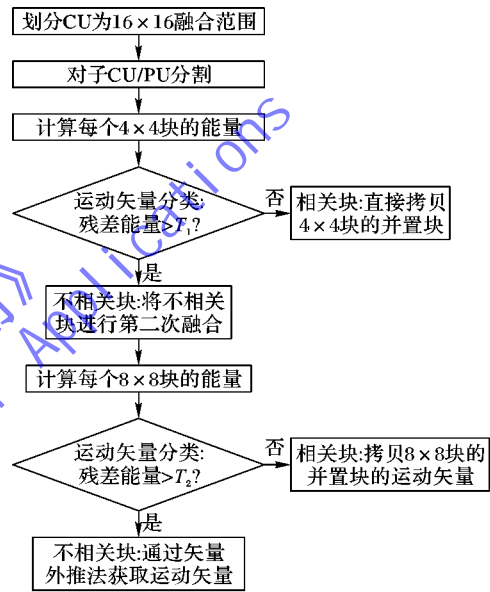 划分CU为16×16融合范围
对子CU/PU分割
计算每个4×4块的能量
运动矢量分类:
残差能量>T₁?
否
相关块:直接拷贝
4×4块的并置块
是
不相关块:将不相关
块进行第二次融合
计算每个8×8块的能量
运动矢量分类:
残差能量>T₂?
否
相关块:拷贝8×8块的
并置块的运动矢量
是
不相关块:通过矢量
外推法获取运动矢量
》
Applications